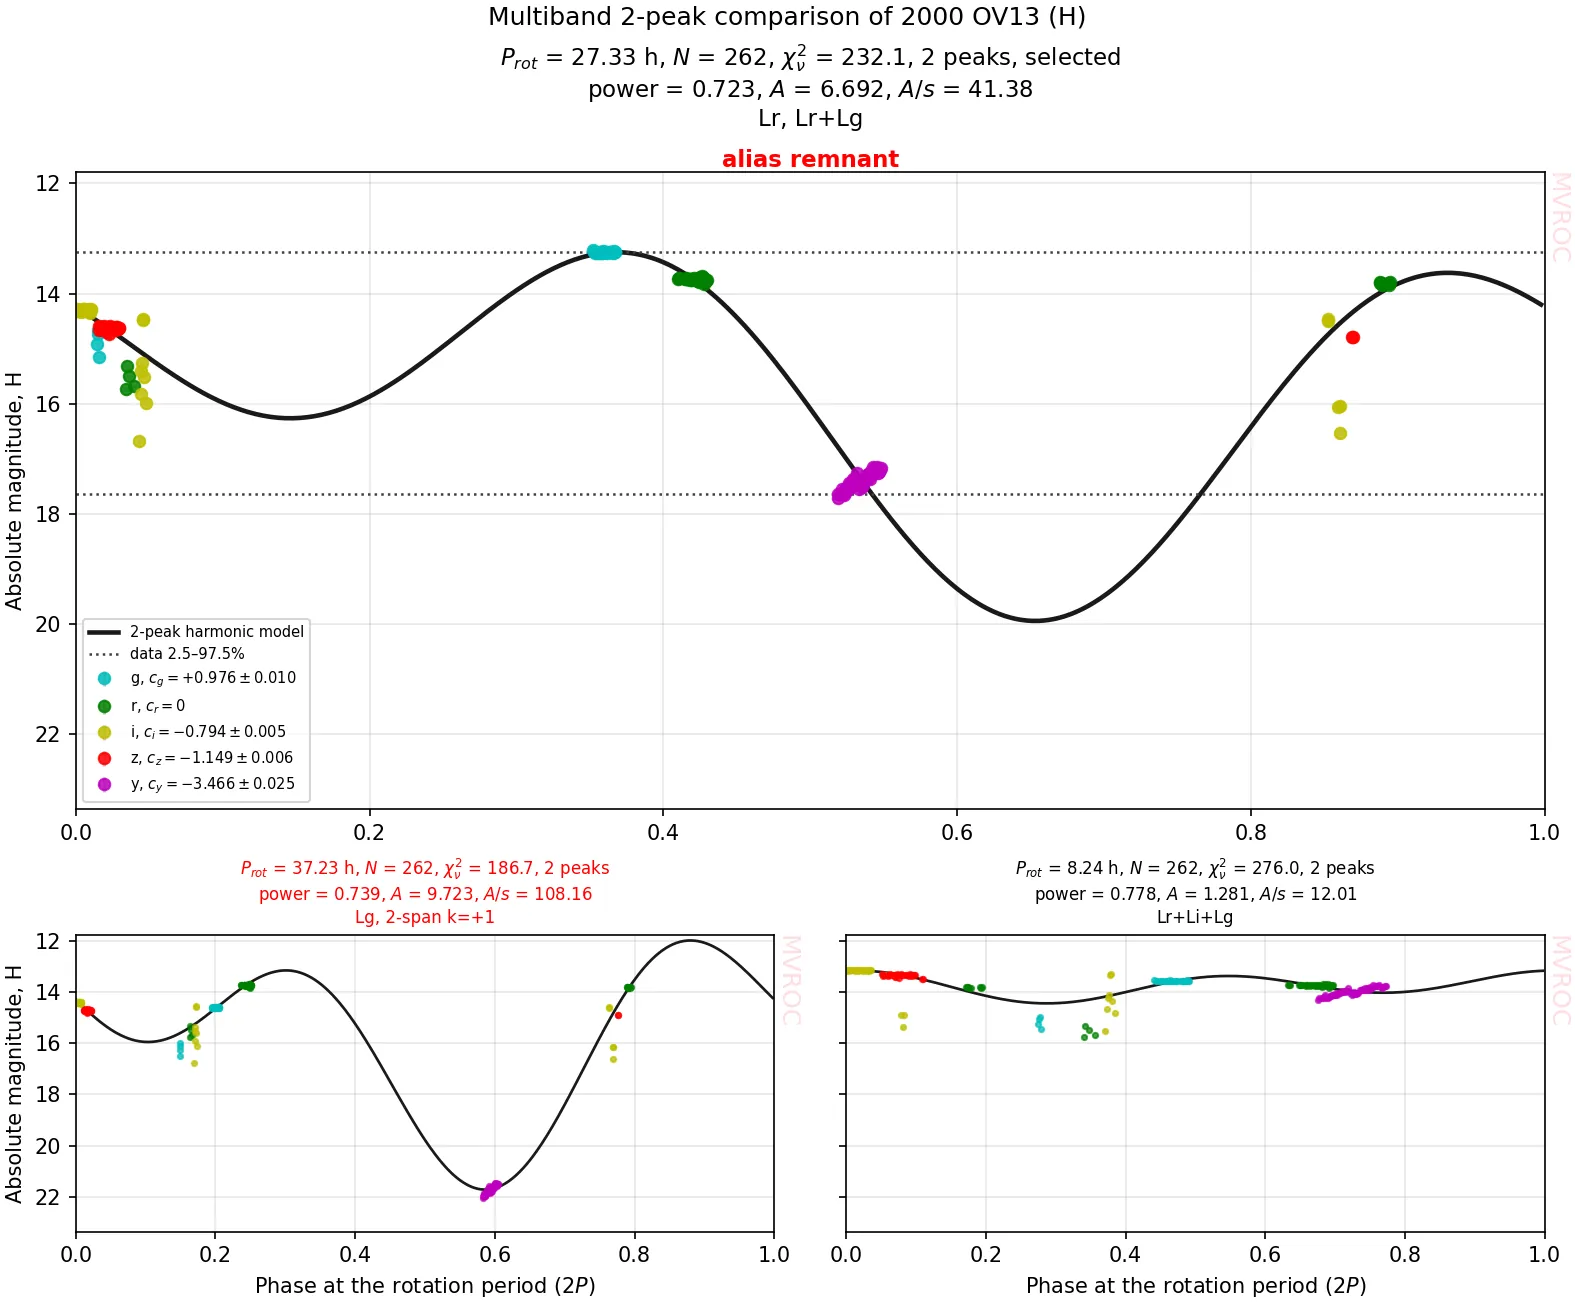 Multiband 2-peak comparison of 2000 OV13 (H)
P_rot = 27.33 h, N = 262, χ²_ν = 232.1, 2 peaks, selected
power = 0.723, A = 6.692, A/s = 41.38
Lr, Lr+Lg
alias remnant
MVROC
Absolute magnitude, H
12
14
16
18
20
22
2-peak harmonic model
data 2.5–97.5%
g, c_g = +0.976 ± 0.010
r, c_r = 0
i, c_i = −0.794 ± 0.005
z, c_z = −1.149 ± 0.006
y, c_y = −3.466 ± 0.025
0.0 0.2 0.4 0.6 0.8 1.0
P_rot = 37.23 h, N = 262, χ²_ν = 186.7, 2 peaks
power = 0.739, A = 9.723, A/s = 108.16
Lg, 2-span k=+1
MVROC
Absolute magnitude, H
12
14
16
18
20
22
0.0 0.2 0.4 0.6 0.8 1.0
Phase at the rotation period (2P)
P_rot = 8.24 h, N = 262, χ²_ν = 276.0, 2 peaks
power = 0.778, A = 1.281, A/s = 12.01
Lr+Li+Lg
MVROC
0.0 0.2 0.4 0.6 0.8 1.0
Phase at the rotation period (2P)